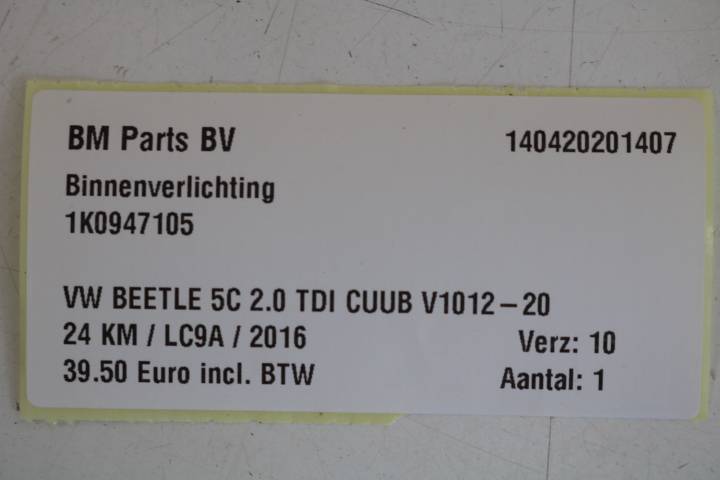 BM Parts BV 140420201407
Binnenverlichting
1K0947105
VW BEETLE 5C 2.0 TDI CUUB V1012-20
24 KM / LC9A / 2016 Verz: 10
39.50 Euro incl. BTW Aantal: 1